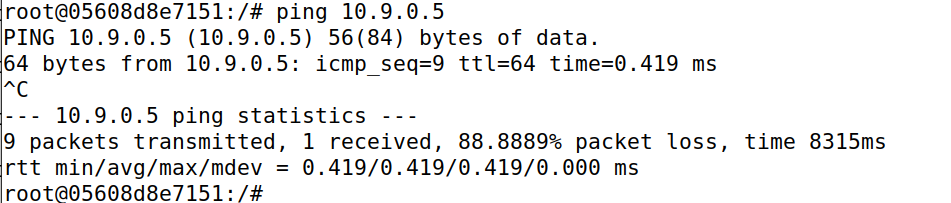 root@05608d8e7151:/# ping 10.9.0.5
PING 10.9.0.5 (10.9.0.5) 56(84) bytes of data.
64 bytes from 10.9.0.5: icmp_seq=9 ttl=64 time=0.419 ms
^C
--- 10.9.0.5 ping statistics ---
9 packets transmitted, 1 received, 88.8889% packet loss, time 8315ms
rtt min/avg/max/mdev = 0.419/0.419/0.419/0.000 ms
root@05608d8e7151:/#